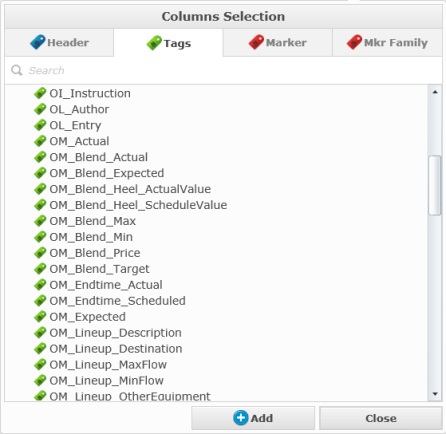 Columns Selection
Header Tags Marker Mkr Family
Search
OI_Instruction
OL_Author
OL_Entry
OM_Actual
OM_Blend_Actual
OM_Blend_Expected
OM_Blend_Heel_ActualValue
OM_Blend_Heel_ScheduleValue
OM_Blend_Max
OM_Blend_Min
OM_Blend_Price
OM_Blend_Target
OM_Endtime_Actual
OM_Endtime_Scheduled
OM_Expected
OM_Lineup_Description
OM_Lineup_Destination
OM_Lineup_MaxFlow
OM_Lineup_MinFlow
OM_Lineup_OtherEquipment
Add Close